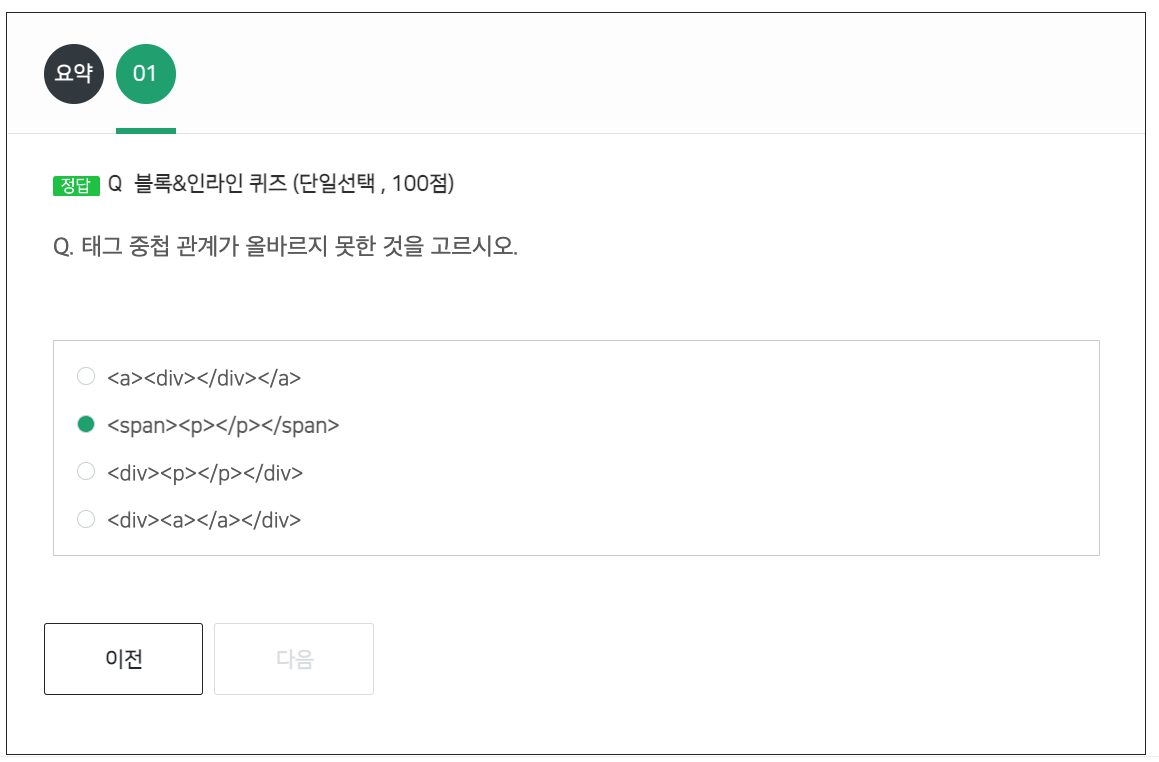 요약 01
정답 Q 블록&인라인 퀴즈 (단일선택 , 100점)
Q. 태그 중첩 관계가 올바르지 못한 것을 고르시오.
<a><div></div></a>
<span><p></p></span>
<div><p></p></div>
<div><a></a></div>
이전 다음